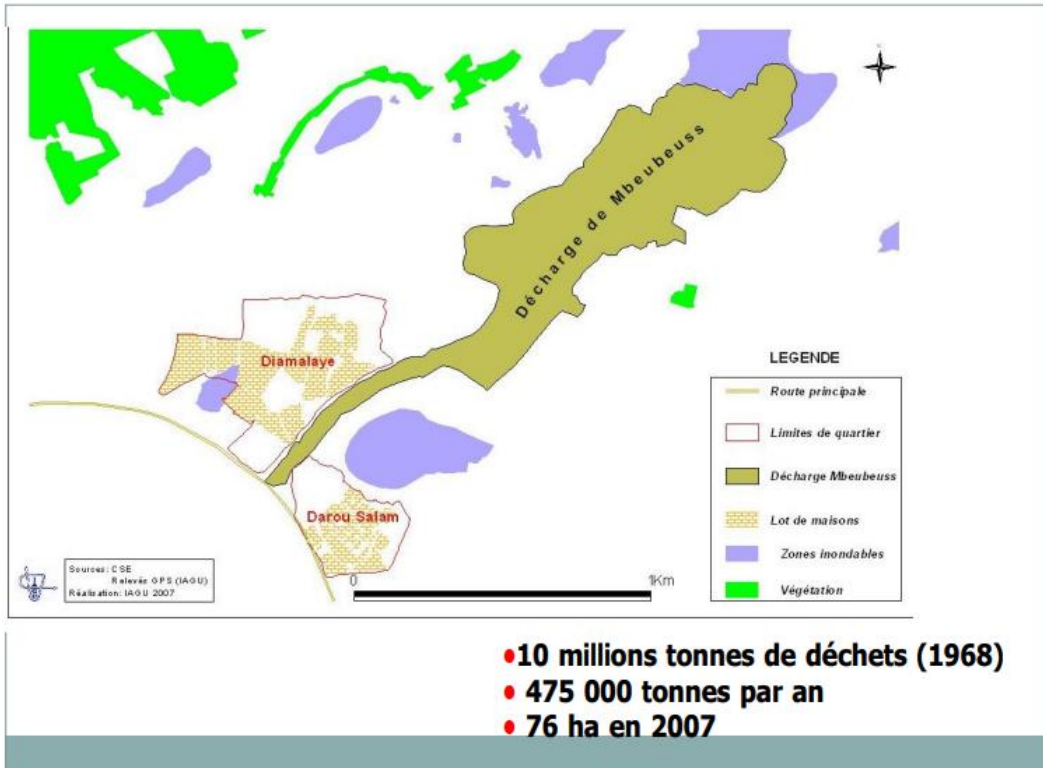 Décharge de Mbeubeuss
Diamalaye
Darou Salam
LEGENDE
Route principale
Limites de quartier
Décharge Mbeubeuss
Lot de maisons
Zones inondables
Végétation
Sources: CSE
Relevés GPS (IAGU)
Réalisation: IAGU 2007
0 1Km
•10 millions tonnes de déchets (1968)
• 475 000 tonnes par an
• 76 ha en 2007